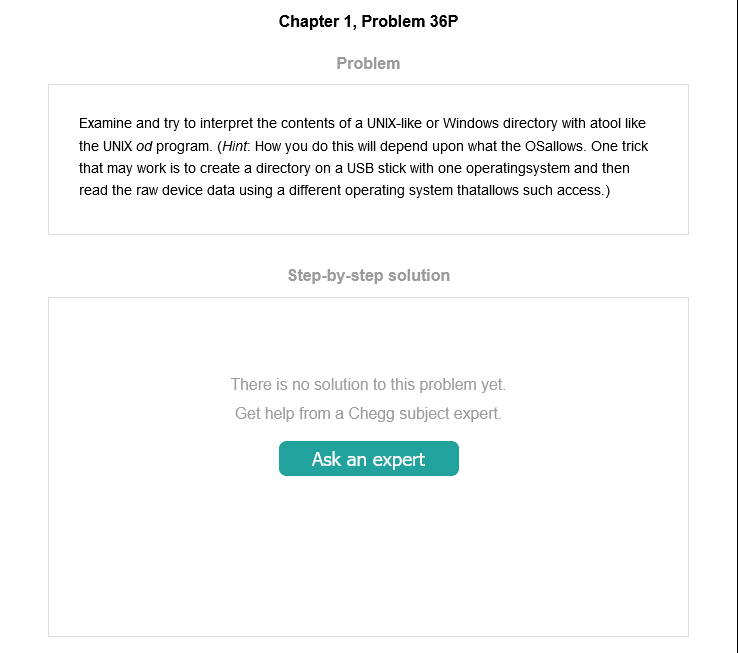 Chapter 1, Problem 36P
Problem
Examine and try to interpret the contents of a UNIX-like or Windows directory with atool like
the UNIX od program. (Hint: How you do this will depend upon what the OSallows. One trick
that may work is to create a directory on a USB stick with one operatingsystem and then
read the raw device data using a different operating system thatallows such access.)
Step-by-step solution
There is no solution to this problem yet.
Get help from a Chegg subject expert.
Ask an expert